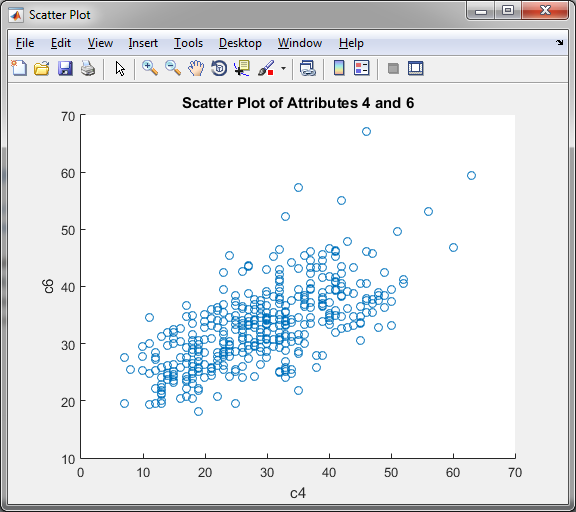 Scatter Plot
File Edit View Insert Tools Desktop Window Help
Scatter Plot of Attributes 4 and 6
70
60
50
40
30
20
10
c6
0 10 20 30 40 50 60 70
c4